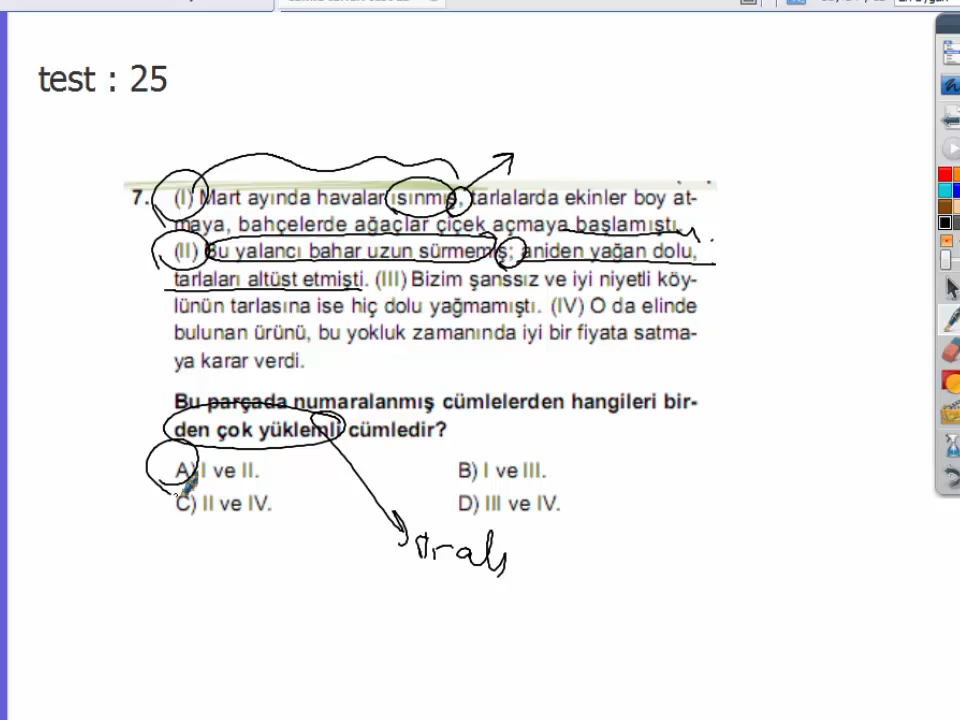 test : 25
7. (I) Mart ayında havalar ısınmış, tarlalarda ekinler boy at-
maya, bahçelerde ağaçlar çiçek açmaya başlamıştı.
(II) Bu yalancı bahar uzun sürmemiş; aniden yağan dolu,
tarlaları altüst etmişti. (III) Bizim şanssız ve iyi niyetli köy-
lünün tarlasına ise hiç dolu yağmamıştı. (IV) O da elinde
bulunan ürünü, bu yokluk zamanında iyi bir fiyata satma-
ya karar verdi.
Bu parçada numaralanmış cümlelerden hangileri bir-
den çok yüklemli cümledir?
A) I ve II. B) I ve III.
C) II ve IV. D) III ve IV.